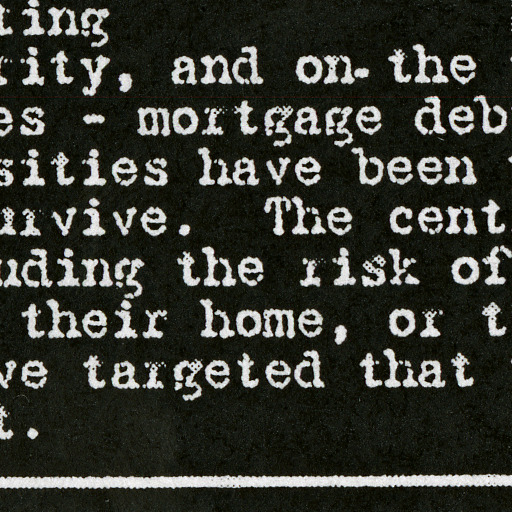 ting
rity, and on- the
es - mortgage deb
sities have been
urvive. The cent
uding the risk of
their home, or t
ve targeted that
t.